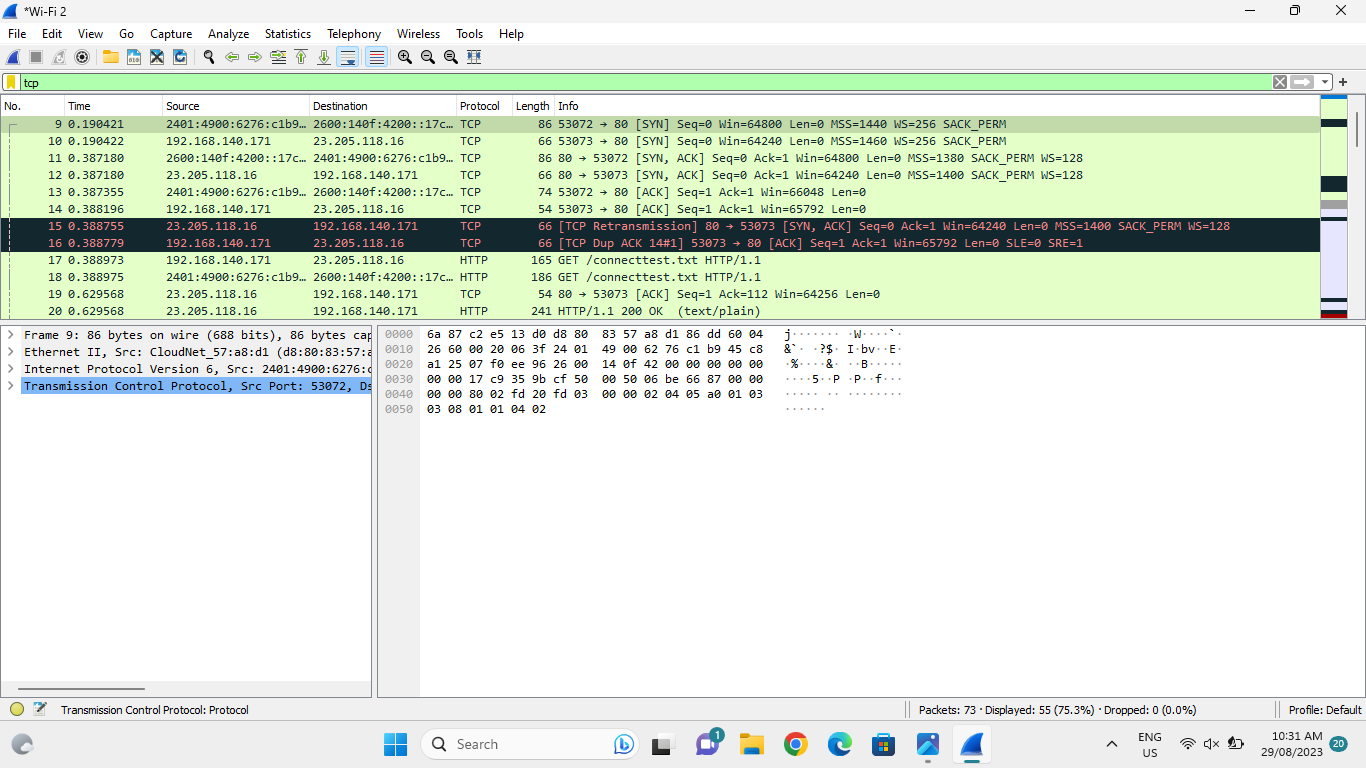 *Wi-Fi 2
File Edit View Go Capture Analyze Statistics Telephony Wireless Tools Help
tcp
No. Time Source Destination Protocol Length Info
9 0.190421 2401:4900:6276:c1b9… 2600:140f:4200::17c… TCP 86 53072 → 80 [SYN] Seq=0 Win=64800 Len=0 MSS=1440 WS=256 SACK_PERM
10 0.190422 192.168.140.171 23.205.118.16 TCP 66 53073 → 80 [SYN] Seq=0 Win=64240 Len=0 MSS=1460 WS=256 SACK_PERM
11 0.387180 2600:140f:4200::17c… 2401:4900:6276:c1b9… TCP 86 80 → 53072 [SYN, ACK] Seq=0 Ack=1 Win=64800 Len=0 MSS=1380 SACK_PERM WS=128
12 0.387180 23.205.118.16 192.168.140.171 TCP 66 80 → 53073 [SYN, ACK] Seq=0 Ack=1 Win=64240 Len=0 MSS=1400 SACK_PERM WS=128
13 0.387355 2401:4900:6276:c1b9… 2600:140f:4200::17c… TCP 74 53072 → 80 [ACK] Seq=1 Ack=1 Win=66048 Len=0
14 0.388196 192.168.140.171 23.205.118.16 TCP 54 53073 → 80 [ACK] Seq=1 Ack=1 Win=65792 Len=0
15 0.388755 23.205.118.16 192.168.140.171 TCP 66 [TCP Retransmission] 80 → 53073 [SYN, ACK] Seq=0 Ack=1 Win=64240 Len=0 MSS=1400 SACK_PERM WS=128
16 0.388779 192.168.140.171 23.205.118.16 TCP 66 [TCP Dup ACK 14#1] 53073 → 80 [ACK] Seq=1 Ack=1 Win=65792 Len=0 SLE=0 SRE=1
17 0.388973 192.168.140.171 23.205.118.16 HTTP 165 GET /connecttest.txt HTTP/1.1
18 0.388975 2401:4900:6276:c1b9… 2600:140f:4200::17c… HTTP 186 GET /connecttest.txt HTTP/1.1
19 0.629568 23.205.118.16 192.168.140.171 TCP 54 80 → 53073 [ACK] Seq=1 Ack=112 Win=64256 Len=0
20 0.629568 23.205.118.16 192.168.140.171 HTTP 241 HTTP/1.1 200 OK (text/plain)
Frame 9: 86 bytes on wire (688 bits), 86 bytes cap
Ethernet II, Src: CloudNet_57:a8:d1 (d8:80:83:57:a
Internet Protocol Version 6, Src: 2401:4900:6276:c
Transmission Control Protocol, Src Port: 53072, Ds
0000 6a 87 c2 e5 13 d0 d8 80 83 57 a8 d1 86 dd 60 04 j······· ·W····`·
0010 26 60 00 20 06 3f 24 01 49 00 62 76 c1 b9 45 c8 &`· ·?$· I·bv··E·
0020 a1 25 07 f0 ee 96 26 00 14 0f 42 00 00 00 00 00 ·%····&· ··B·····
0030 00 00 17 c9 35 9b cf 50 00 50 06 be 66 87 00 00 ····5··P ·P··f···
0040 00 00 80 02 fd 20 fd 03 00 00 02 04 05 a0 01 03 ····· ·· ········
0050 03 08 01 01 04 02 ······
Transmission Control Protocol: Protocol
Packets: 73 · Displayed: 55 (75.3%) · Dropped: 0 (0.0%)
Profile: Default
Search
1
ENG
US
10:31 AM
29/08/2023
20